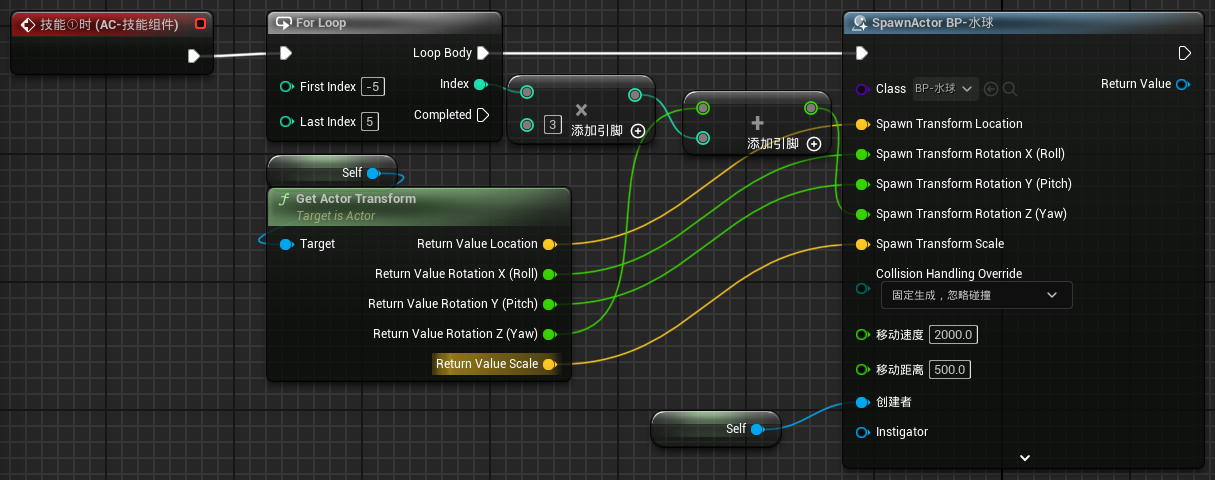 技能①时 (AC-技能组件)
For Loop
Loop Body
First Index -5
Index
Last Index 5
Completed
×
3 添加引脚
+
添加引脚
Self
Get Actor Transform
Target is Actor
Target
Return Value Location
Return Value Rotation X (Roll)
Return Value Rotation Y (Pitch)
Return Value Rotation Z (Yaw)
Return Value Scale
Self
SpawnActor BP-水球
Class BP-水球
Return Value
Spawn Transform Location
Spawn Transform Rotation X (Roll)
Spawn Transform Rotation Y (Pitch)
Spawn Transform Rotation Z (Yaw)
Spawn Transform Scale
Collision Handling Override
固定生成，忽略碰撞
移动速度 2000.0
移动距离 500.0
创建者
Instigator